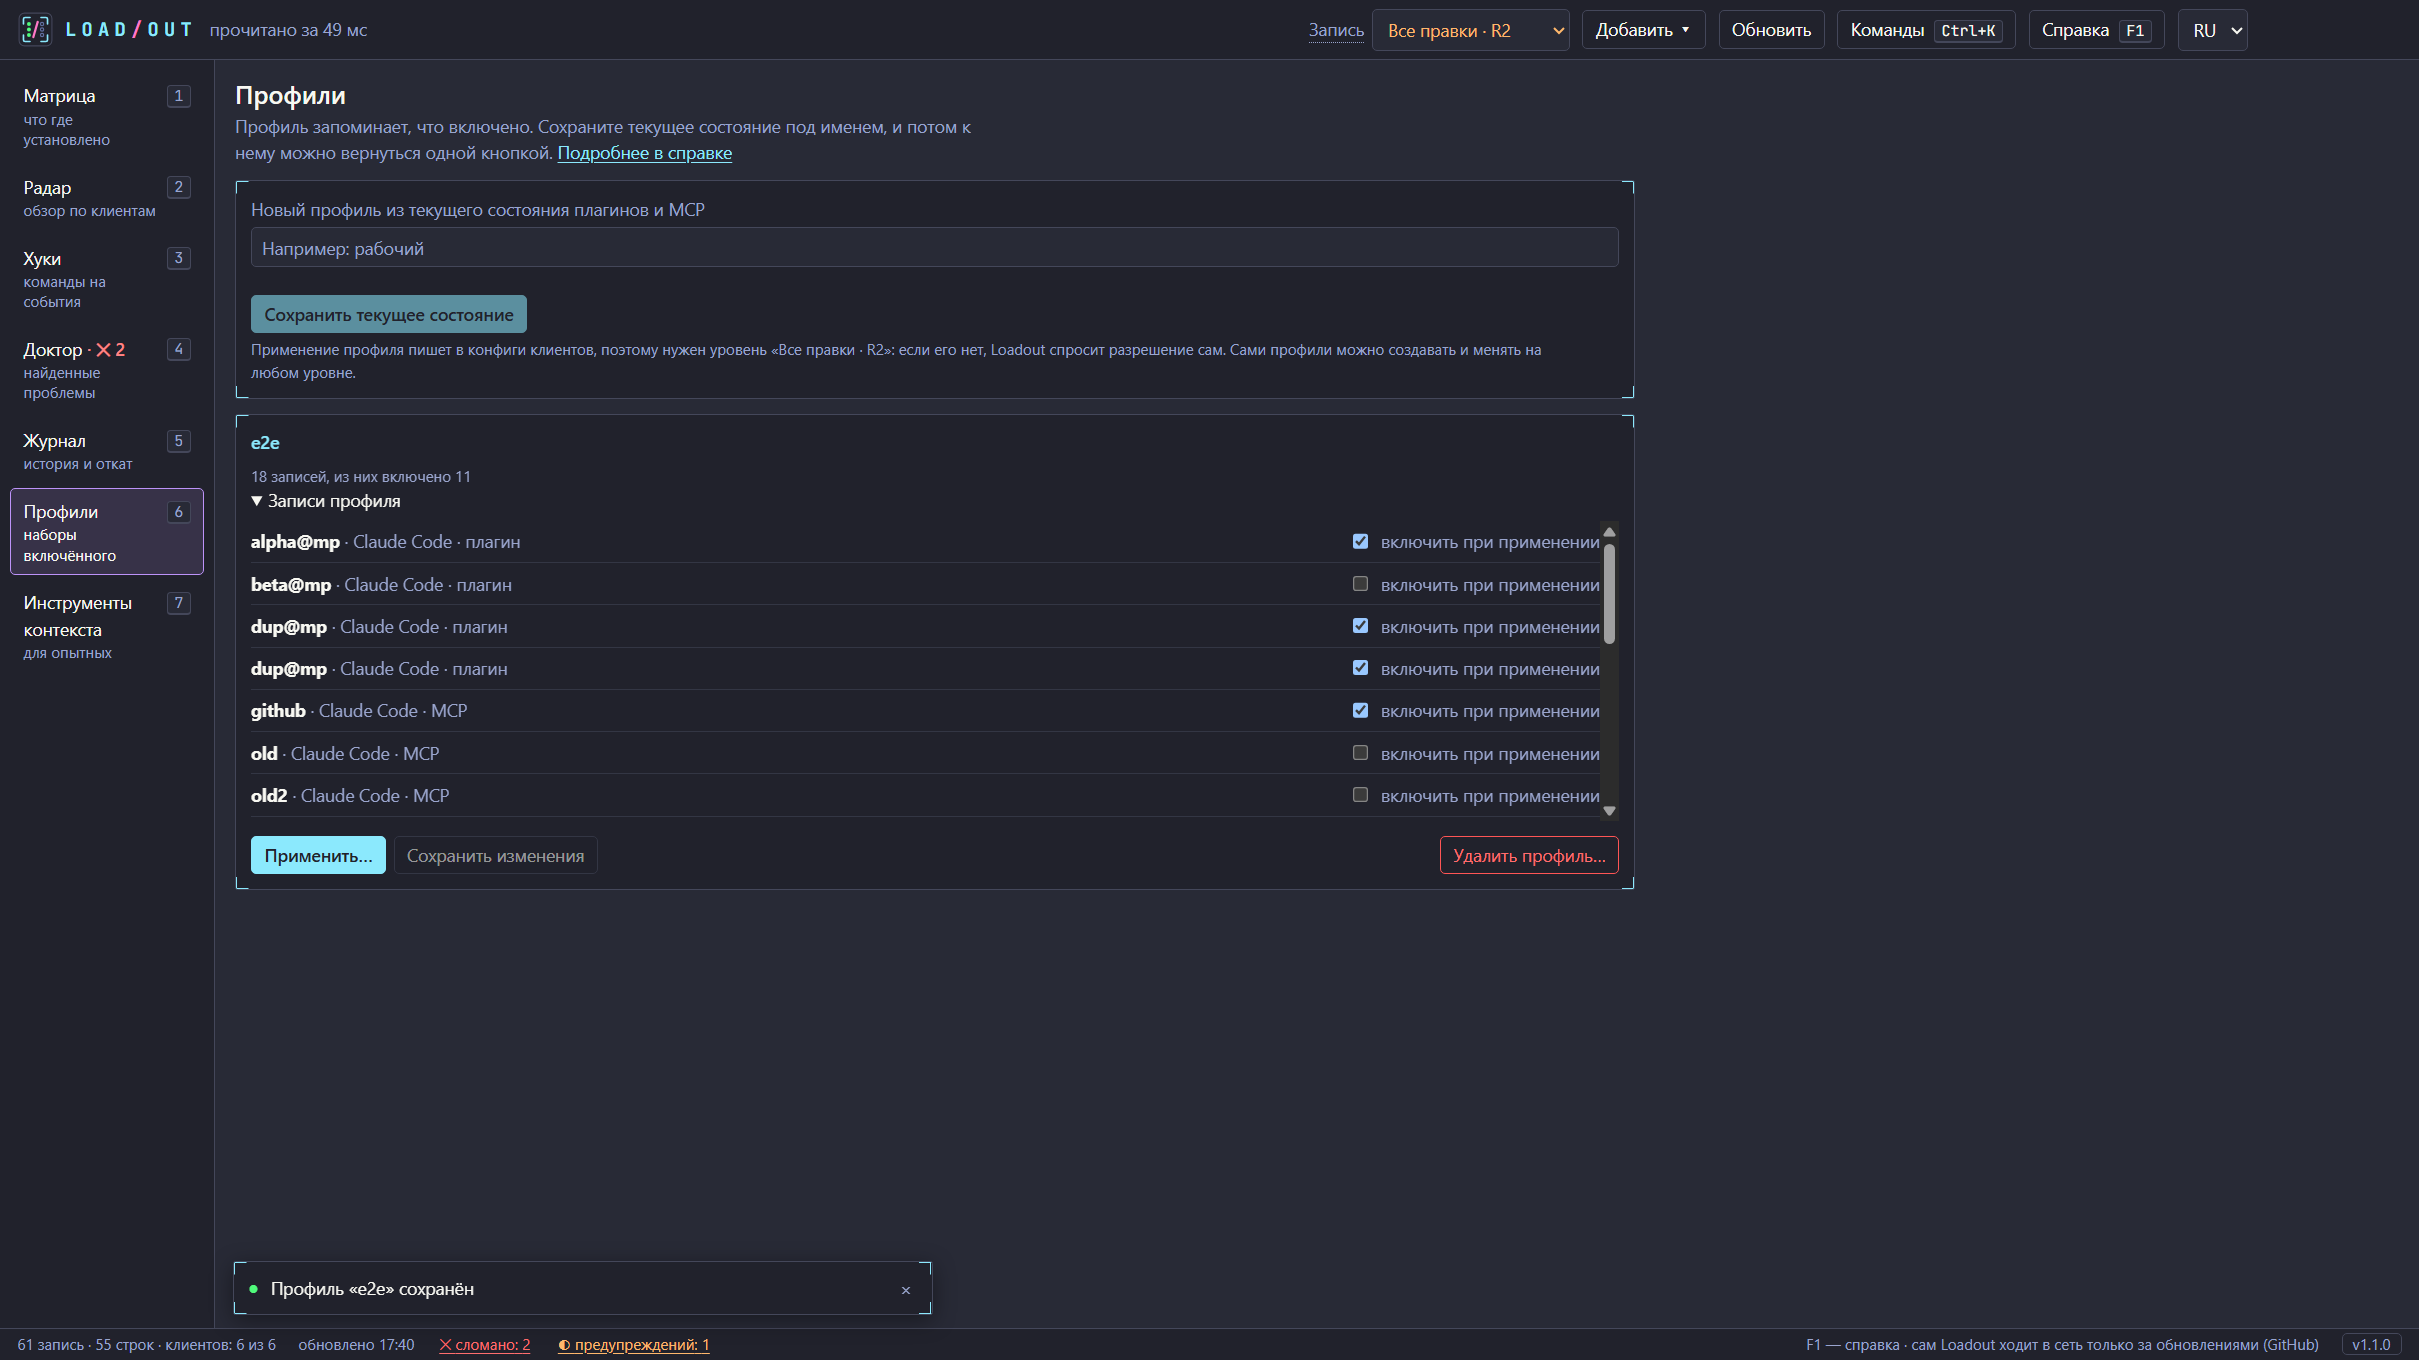 LOAD/OUT прочитано за 49 мс
Запись Все правки · R2 Добавить ▾ Обновить Команды Ctrl+K Справка F1 RU
Матрица 1
что где
установлено
Радар 2
обзор по клиентам
Хуки 3
команды на
события
Доктор · ✕ 2 4
найденные
проблемы
Журнал 5
история и откат
Профили 6
наборы
включённого
Инструменты 7
контекста
для опытных
Профили
Профиль запоминает, что включено. Сохраните текущее состояние под именем, и потом к
нему можно вернуться одной кнопкой. Подробнее в справке
Новый профиль из текущего состояния плагинов и MCP
Например: рабочий
Сохранить текущее состояние
Применение профиля пишет в конфиги клиентов, поэтому нужен уровень «Все правки · R2»: если его нет, Loadout спросит разрешение сам. Сами профили можно создавать и менять на
любом уровне.
e2e
18 записей, из них включено 11
▼ Записи профиля
alpha@mp · Claude Code · плагин включить при применении
beta@mp · Claude Code · плагин включить при применении
dup@mp · Claude Code · плагин включить при применении
dup@mp · Claude Code · плагин включить при применении
github · Claude Code · MCP включить при применении
old · Claude Code · MCP включить при применении
old2 · Claude Code · MCP включить при применении
Применить... Сохранить изменения Удалить профиль...
Профиль «e2e» сохранён ×
61 запись · 55 строк · клиентов: 6 из 6 обновлено 17:40 ✕ сломано: 2 ◐ предупреждений: 1 F1 — справка · сам Loadout ходит в сеть только за обновлениями (GitHub) v1.1.0